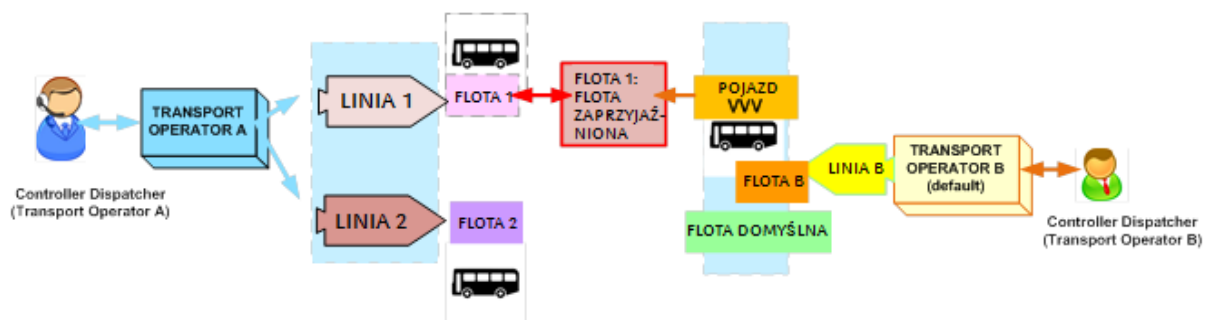 TRANSPORT
OPERATOR A
Controller Dispatcher
(Transport Operator A)
LINIA 1
LINIA 2
FLOTA 1
FLOTA 2
FLOTA 1:
FLOTA
ZAPRZYJAŹ-
NIONA
POJAZD
VVV
FLOTA B
FLOTA DOMYŚLNA
LINIA B
TRANSPORT
OPERATOR B
(default)
Controller Dispatcher
(Transport Operator B)